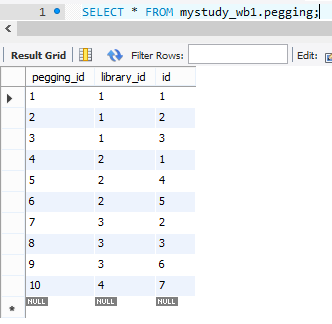 1 SELECT * FROM mystudy_wb1.pegging;
Result Grid Filter Rows: Edit:
pegging_id library_id id
1 1 1
2 1 2
3 1 3
4 2 1
5 2 4
6 2 5
7 3 2
8 3 3
9 3 6
10 4 7
NULL NULL NULL